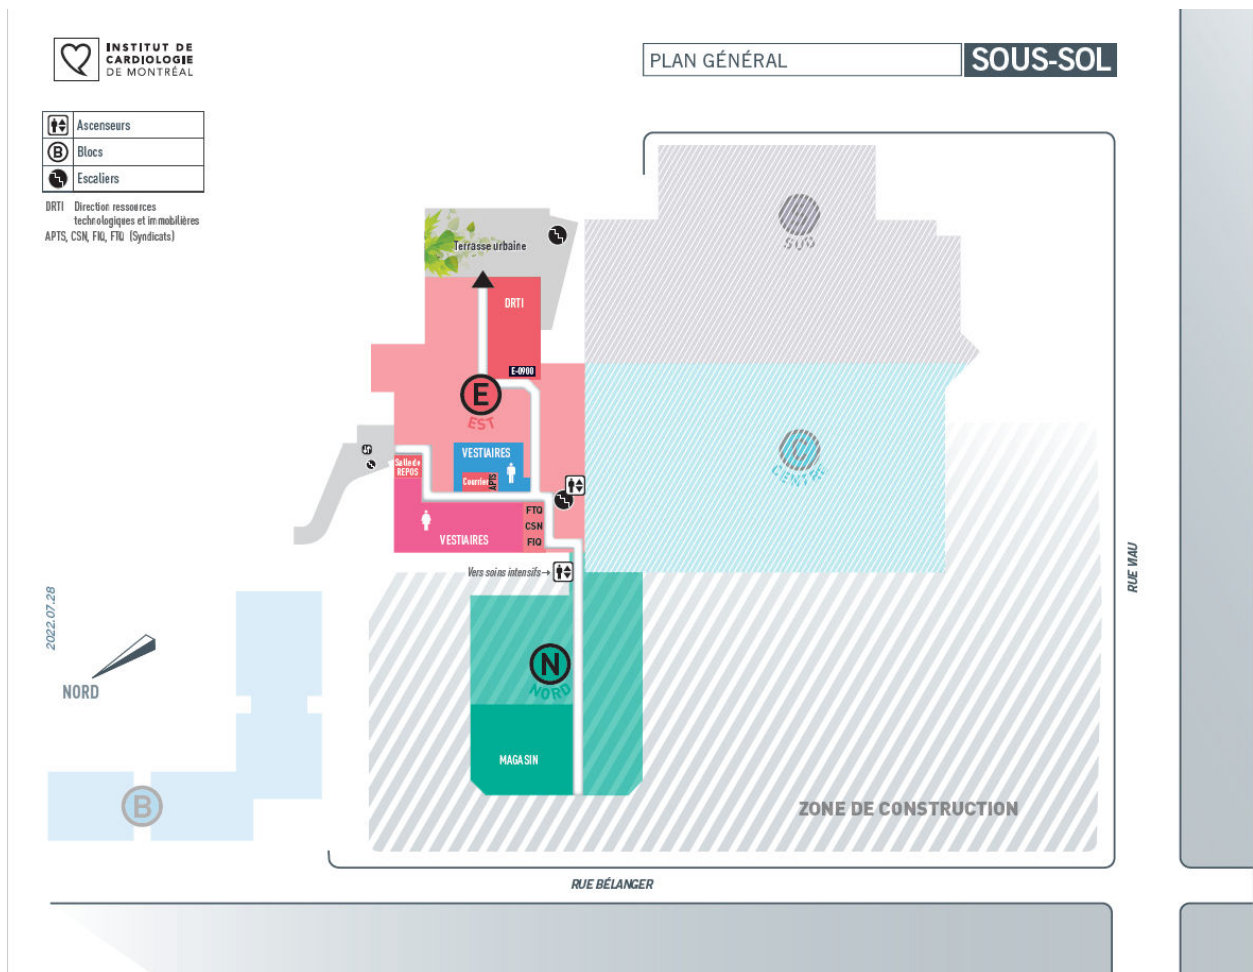 INSTITUT DE
CARDIOLOGIE
DE MONTRÉAL
PLAN GÉNÉRAL
SOUS-SOL
Ascenseurs
B Blocs
Escaliers
DRTI Direction ressources
technologiques et immobilières
APTS, CSN, FIQ, FTQ (Syndicats)
S
SUD
Terrasse urbaine
DRTI
E-0900
E
EST
C
CENTRE
VESTIAIRES
Salle de
REPOS
Courrier
APTS
FTQ
CSN
FIQ
VESTIAIRES
Vers soins intensifs→
RUE VIAU
2022.07.28
NORD
N
NORD
MAGASIN
B
ZONE DE CONSTRUCTION
RUE BÉLANGER